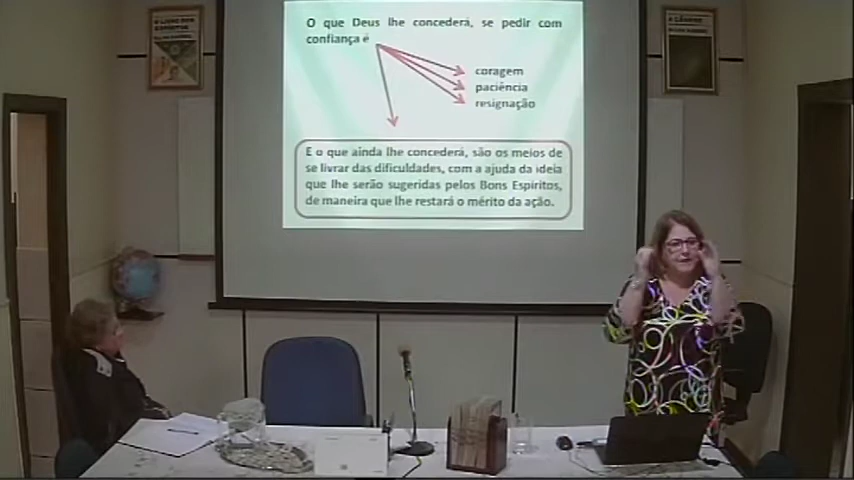 O que Deus lhe concederá, se pedir com
confiança é
coragem
paciência
resignação
E o que ainda lhe concederá, são os meios de
se livrar das dificuldades, com a ajuda da ideia
que lhe serão sugeridas pelos Bons Espíritos,
de maneira que lhe restará o mérito da ação.